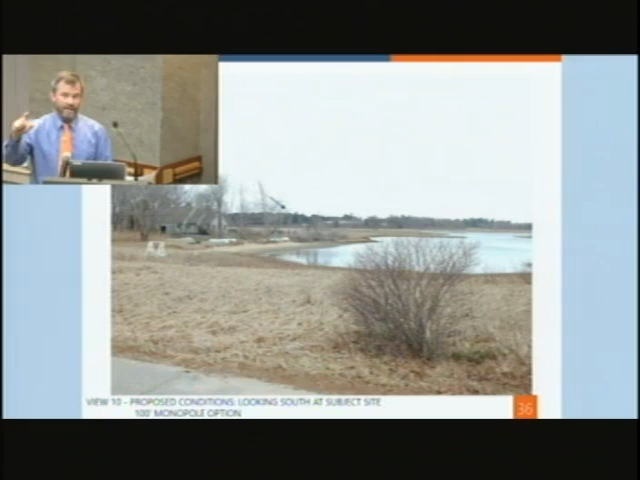 VIEW 10 - PROPOSED CONDITIONS: LOOKING SOUTH AT SUBJECT SITE
100' MONOPOLE OPTION
36